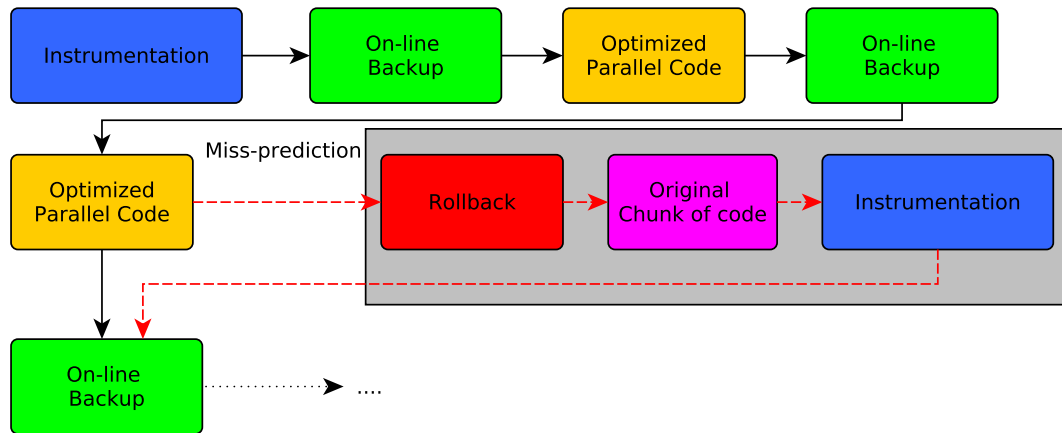 Instrumentation
On-line
Backup
Optimized
Parallel Code
On-line
Backup
Miss-prediction
Optimized
Parallel Code
Rollback
Original
Chunk of code
Instrumentation
On-line
Backup
....